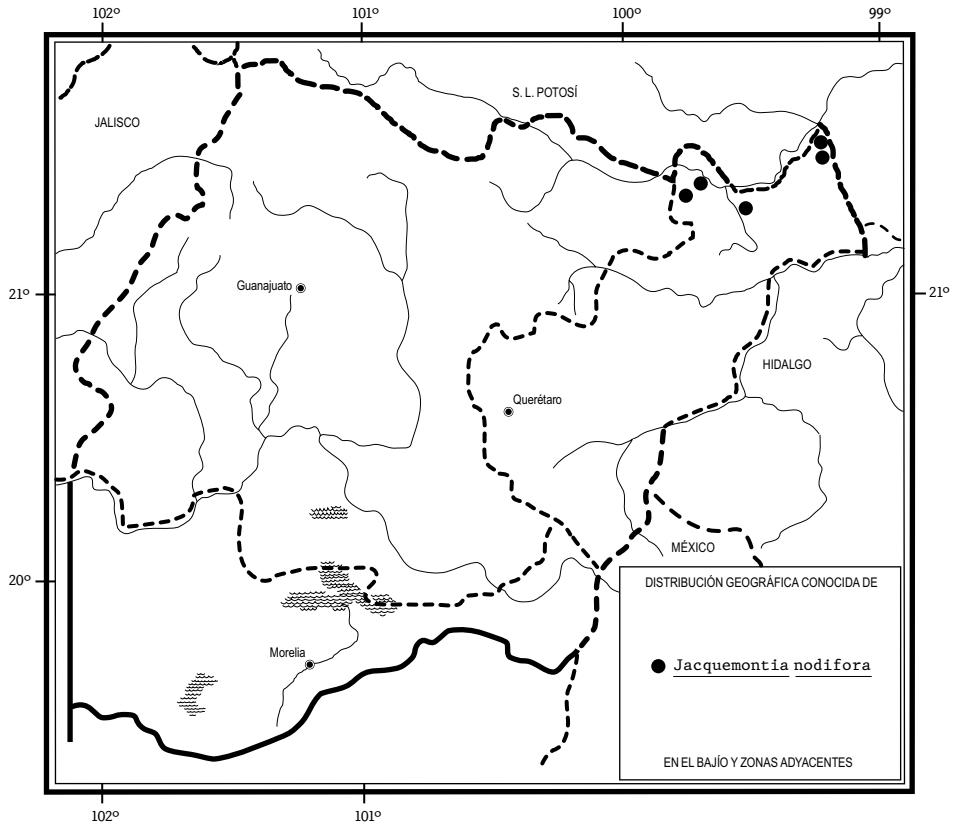 102º 101º 100º 99º
S. L. POTOSÍ
JALISCO
Guanajuato
21º 21º
HIDALGO
Querétaro
MÉXICO
20º
DISTRIBUCIÓN GEOGRÁFICA CONOCIDA DE
Morelia
Jacquemontia nodifora
EN EL BAJÍO Y ZONAS ADYACENTES
102º 101º